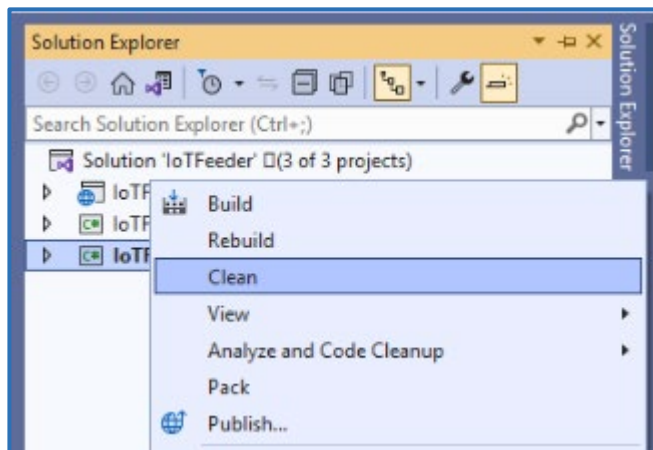 Solution Explorer
Search Solution Explorer (Ctrl+;)
Solution 'IoTFeeder' (3 of 3 projects)
IoTF
IoTF
IoTF
Build
Rebuild
Clean
View
Analyze and Code Cleanup
Pack
Publish...
Solution Explorer